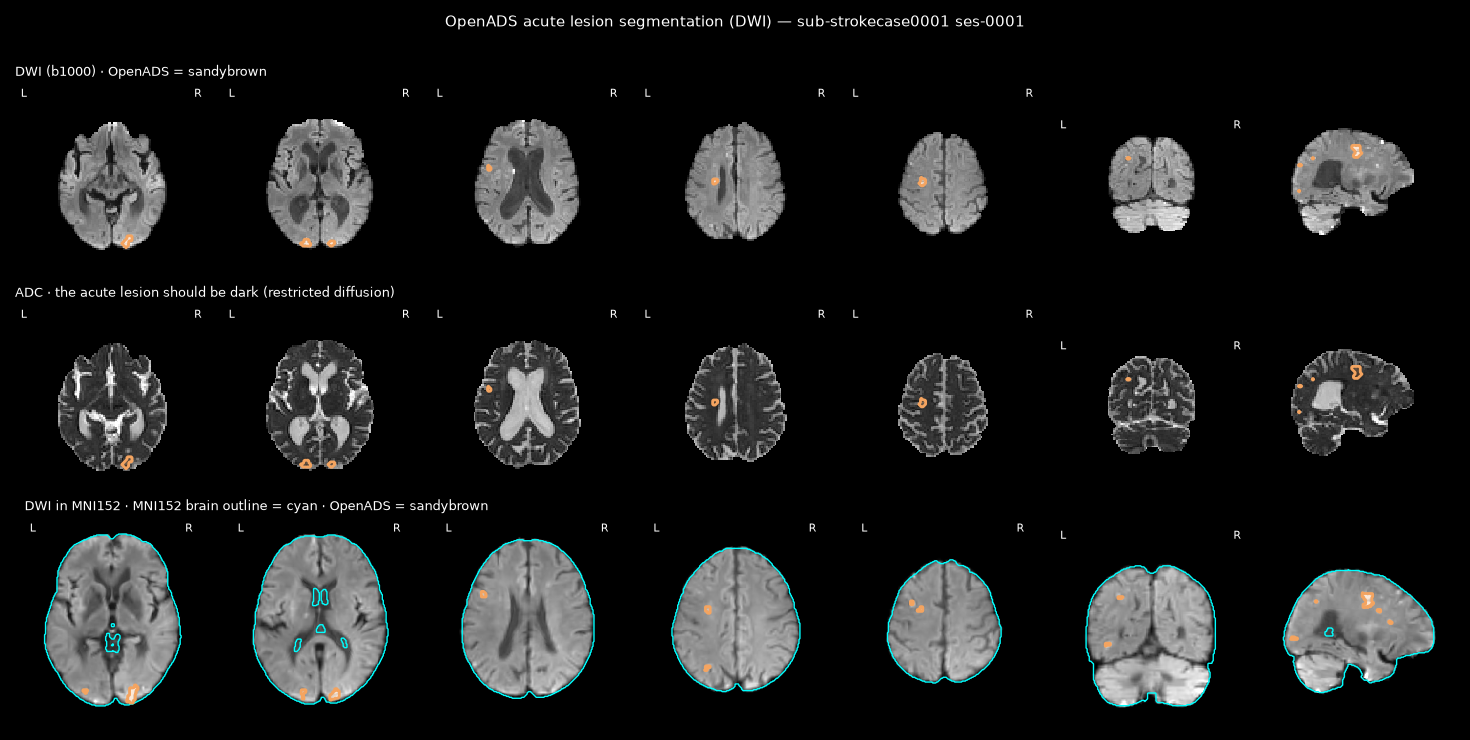 OpenADS acute lesion segmentation (DWI) — sub-strokecase0001 ses-0001
DWI (b1000) · OpenADS = sandybrown
L R L R L R L R L R L R
ADC · the acute lesion should be dark (restricted diffusion)
L R L R L R L R L R L R
DWI in MNI152 · MNI152 brain outline = cyan · OpenADS = sandybrown
L R L R L R L R L R L R